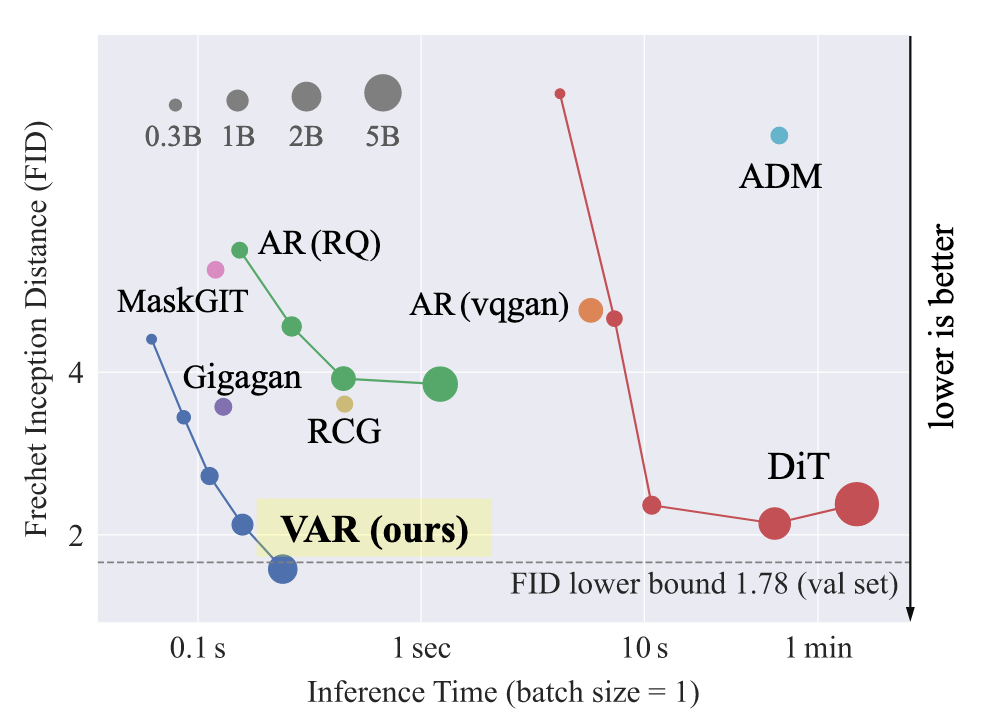 0.3B 1B 2B 5B
ADM
AR (RQ)
MaskGIT
AR (vqgan)
Gigagan
RCG
DiT
VAR (ours)
FID lower bound 1.78 (val set)
4
2
Frechet Inception Distance (FID)
lower is better
0.1 s 1 sec 10 s 1 min
Inference Time (batch size = 1)